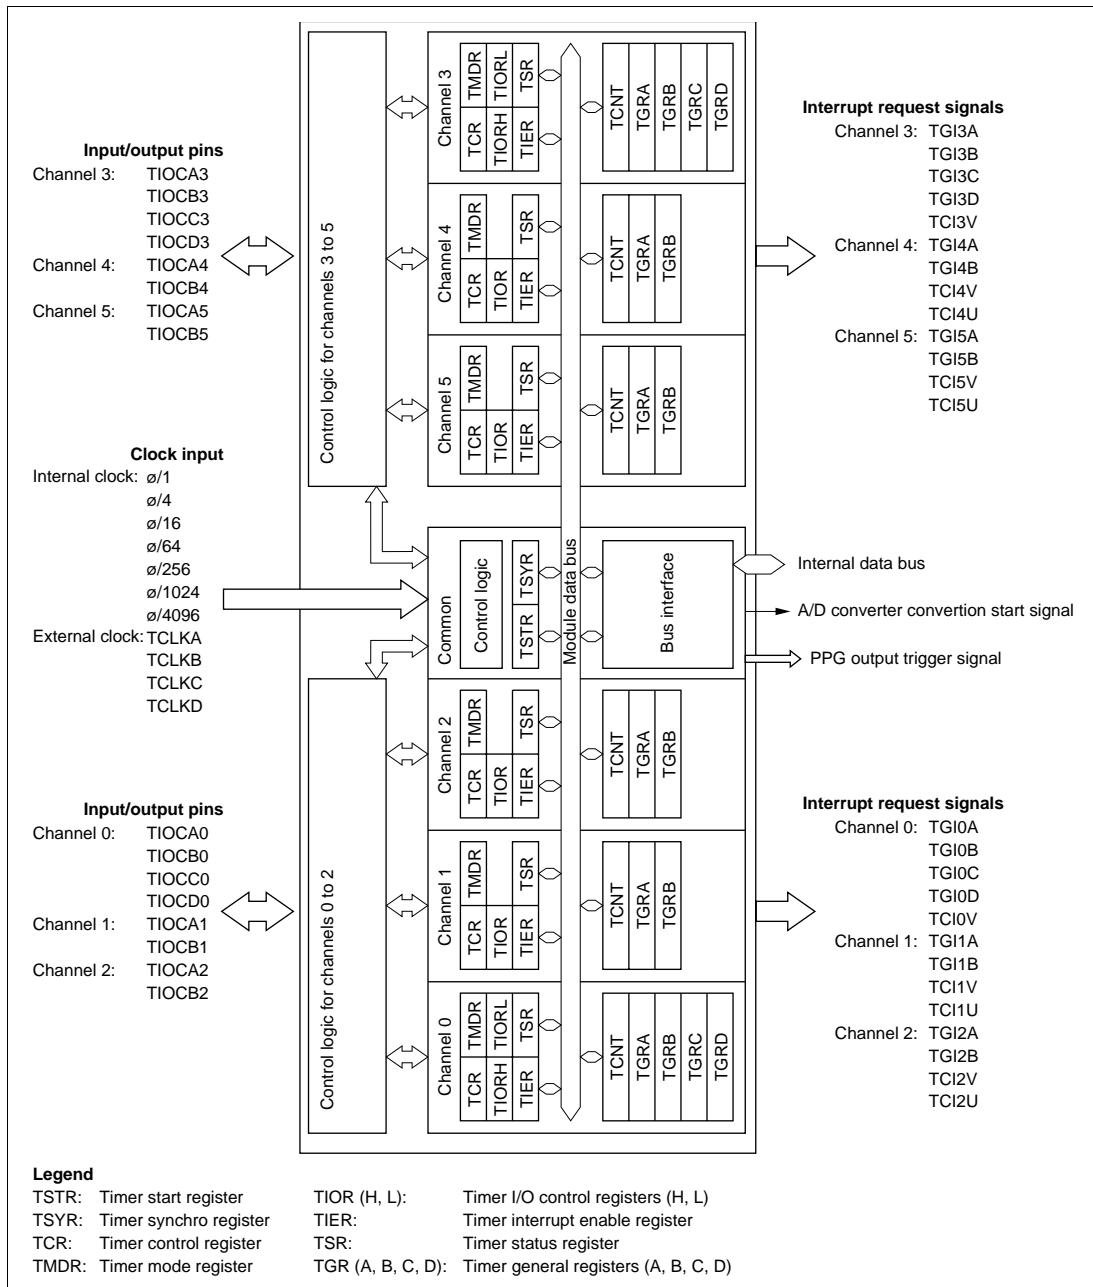 Input/output pins
Channel 3: TIOCA3
TIOCB3
TIOCC3
TIOCD3
Channel 4: TIOCA4
TIOCB4
Channel 5: TIOCA5
TIOCB5
Clock input
Internal clock: ø/1
ø/4
ø/16
ø/64
ø/256
ø/1024
ø/4096
External clock: TCLKA
TCLKB
TCLKC
TCLKD
Input/output pins
Channel 0: TIOCA0
TIOCB0
TIOCC0
TIOCD0
Channel 1: TIOCA1
TIOCB1
Channel 2: TIOCA2
TIOCB2
Control logic for channels 3 to 5
Control logic for channels 0 to 2
Channel 3
TCR TMDR
TIORH TIORL
TIER TSR
TCNT
TGRA
TGRB
TGRC
TGRD
Channel 4
TCR TMDR
TIOR
TIER TSR
TCNT
TGRA
TGRB
Channel 5
TCR TMDR
TIOR
TIER TSR
TCNT
TGRA
TGRB
Common
Control logic
TSTR TSYR
Module data bus
Bus interface
Channel 2
TCR TMDR
TIOR
TIER TSR
TCNT
TGRA
TGRB
Channel 1
TCR TMDR
TIOR
TIER TSR
TCNT
TGRA
TGRB
Channel 0
TCR TMDR
TIORH TIORL
TIER TSR
TCNT
TGRA
TGRB
TGRC
TGRD
Interrupt request signals
Channel 3: TGI3A
TGI3B
TGI3C
TGI3D
TCI3V
Channel 4: TGI4A
TGI4B
TCI4V
TCI4U
Channel 5: TGI5A
TGI5B
TCI5V
TCI5U
Internal data bus
A/D converter convertion start signal
PPG output trigger signal
Interrupt request signals
Channel 0: TGI0A
TGI0B
TGI0C
TGI0D
TCI0V
Channel 1: TGI1A
TGI1B
TCI1V
TCI1U
Channel 2: TGI2A
TGI2B
TCI2V
TCI2U
Legend
TSTR: Timer start register TIOR (H, L): Timer I/O control registers (H, L)
TSYR: Timer synchro register TIER: Timer interrupt enable register
TCR: Timer control register TSR: Timer status register
TMDR: Timer mode register TGR (A, B, C, D): Timer general registers (A, B, C, D)